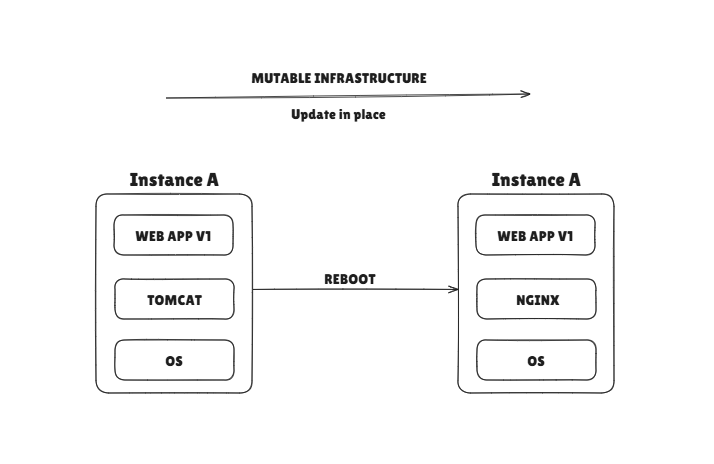 MUTABLE INFRASTRUCTURE
Update in place
Instance A
Instance A
WEB APP V1
WEB APP V1
REBOOT
TOMCAT
NGINX
OS
OS